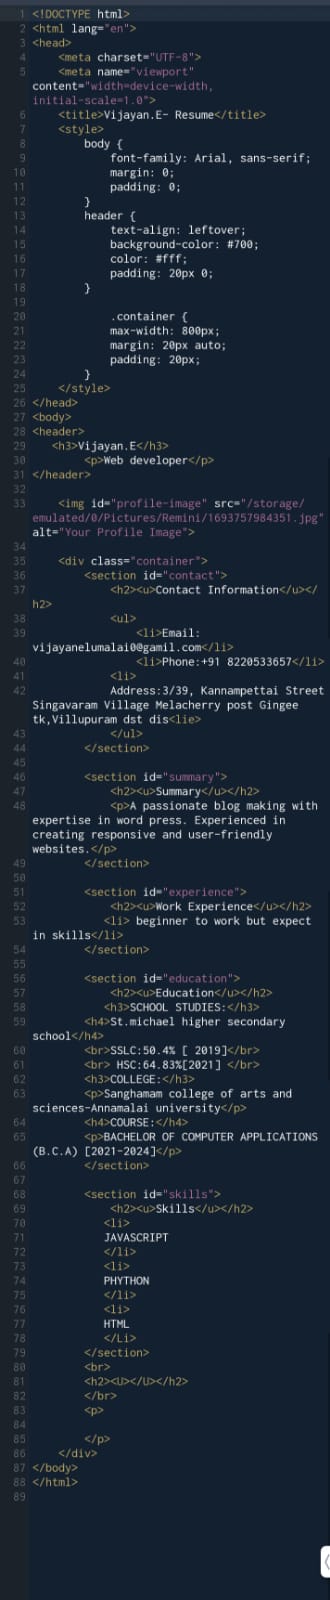 1 <!DOCTYPE html>
2 <html lang="en">
3 <head>
4 <meta charset="UTF-8">
5 <meta name="viewport"
content="width=device-width,
initial-scale=1.0">
6 <title>Vijayan.E- Resume</title>
7 <style>
8 body {
9 font-family: Arial, sans-serif;
10 margin: 0;
11 padding: 0;
12 }
13 header {
14 text-align: leftover;
15 background-color: #700;
16 color: #fff;
17 padding: 20px 0;
18 }
19
20 .container {
21 max-width: 800px;
22 margin: 20px auto;
23 padding: 20px;
24 }
25 </style>
26 </head>
27 <body>
28 <header>
29 <h3>Vijayan.E</h3>
30 <p>Web developer</p>
31 </header>
32
33 <img id="profile-image" src="/storage/
emulated/0/Pictures/Remini/1693757984351.jpg"
alt="Your Profile Image">
34
35 <div class="container">
36 <section id="contact">
37 <h2><u>Contact Information</u></
h2>
38 <ul>
39 <li>Email:
vijayanelumalai0@gamil.com</li>
40 <li>Phone:+91 8220533657</li>
41 <li>
42 Address:3/39, Kannampettai Street
Singavaram Village Melacherry post Gingee
tk,Villupuram dst dis<lie>
43 </ul>
44 </section>
45
46 <section id="summary">
47 <h2><u>Summary</u></h2>
48 <p>A passionate blog making with
expertise in word press. Experienced in
creating responsive and user-friendly
websites.</p>
49 </section>
50
51 <section id="experience">
52 <h2><u>Work Experience</u></h2>
53 <li> beginner to work but expect
in skills</li>
54 </section>
55
56 <section id="education">
57 <h2><u>Education</u></h2>
58 <h3>SCHOOL STUDIES:</h3>
59 <h4>St.michael higher secondary
school</h4>
60 <br>SSLC:50.4% [ 2019]</br>
61 <br> HSC:64.83%[2021] </br>
62 <h3>COLLEGE:</h3>
63 <p>Sanghamam college of arts and
sciences-Annamalai university</p>
64 <h4>COURSE:</h4>
65 <p>BACHELOR OF COMPUTER APPLICATIONS
(B.C.A) [2021-2024]</p>
66 </section>
67
68 <section id="skills">
69 <h2><u>Skills</u></h2>
70 <li>
71 JAVASCRIPT
72 </li>
73 <li>
74 PHYTHON
75 </li>
76 <li>
77 HTML
78 </Li>
79 </section>
80 <br>
81 <h2><U></U></h2>
82 </br>
83 <p>
84
85 </p>
86 </div>
87 </body>
88 </html>
89